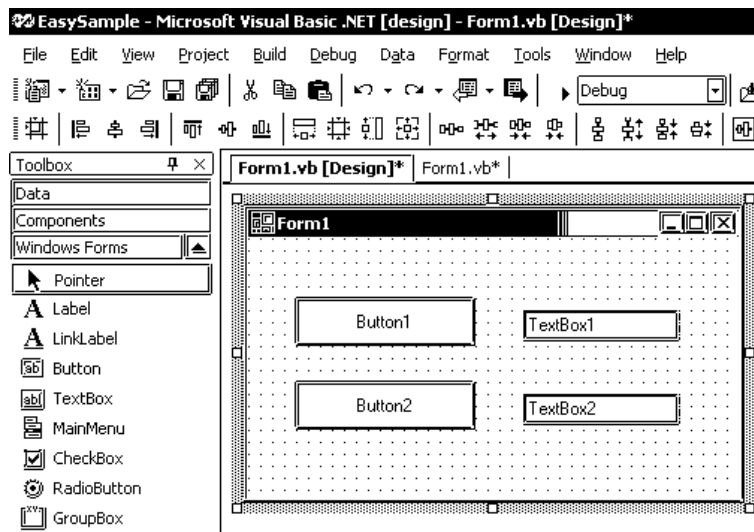 EasySample - Microsoft Visual Basic .NET [design] - Form1.vb [Design]*
File Edit View Project Build Debug Data Format Tools Window Help
Debug
Toolbox
Form1.vb [Design]* Form1.vb*
Data
Components
Windows Forms
Pointer
Label
LinkLabel
Button
TextBox
MainMenu
CheckBox
RadioButton
GroupBox
Form1
Button1 TextBox1
Button2 TextBox2